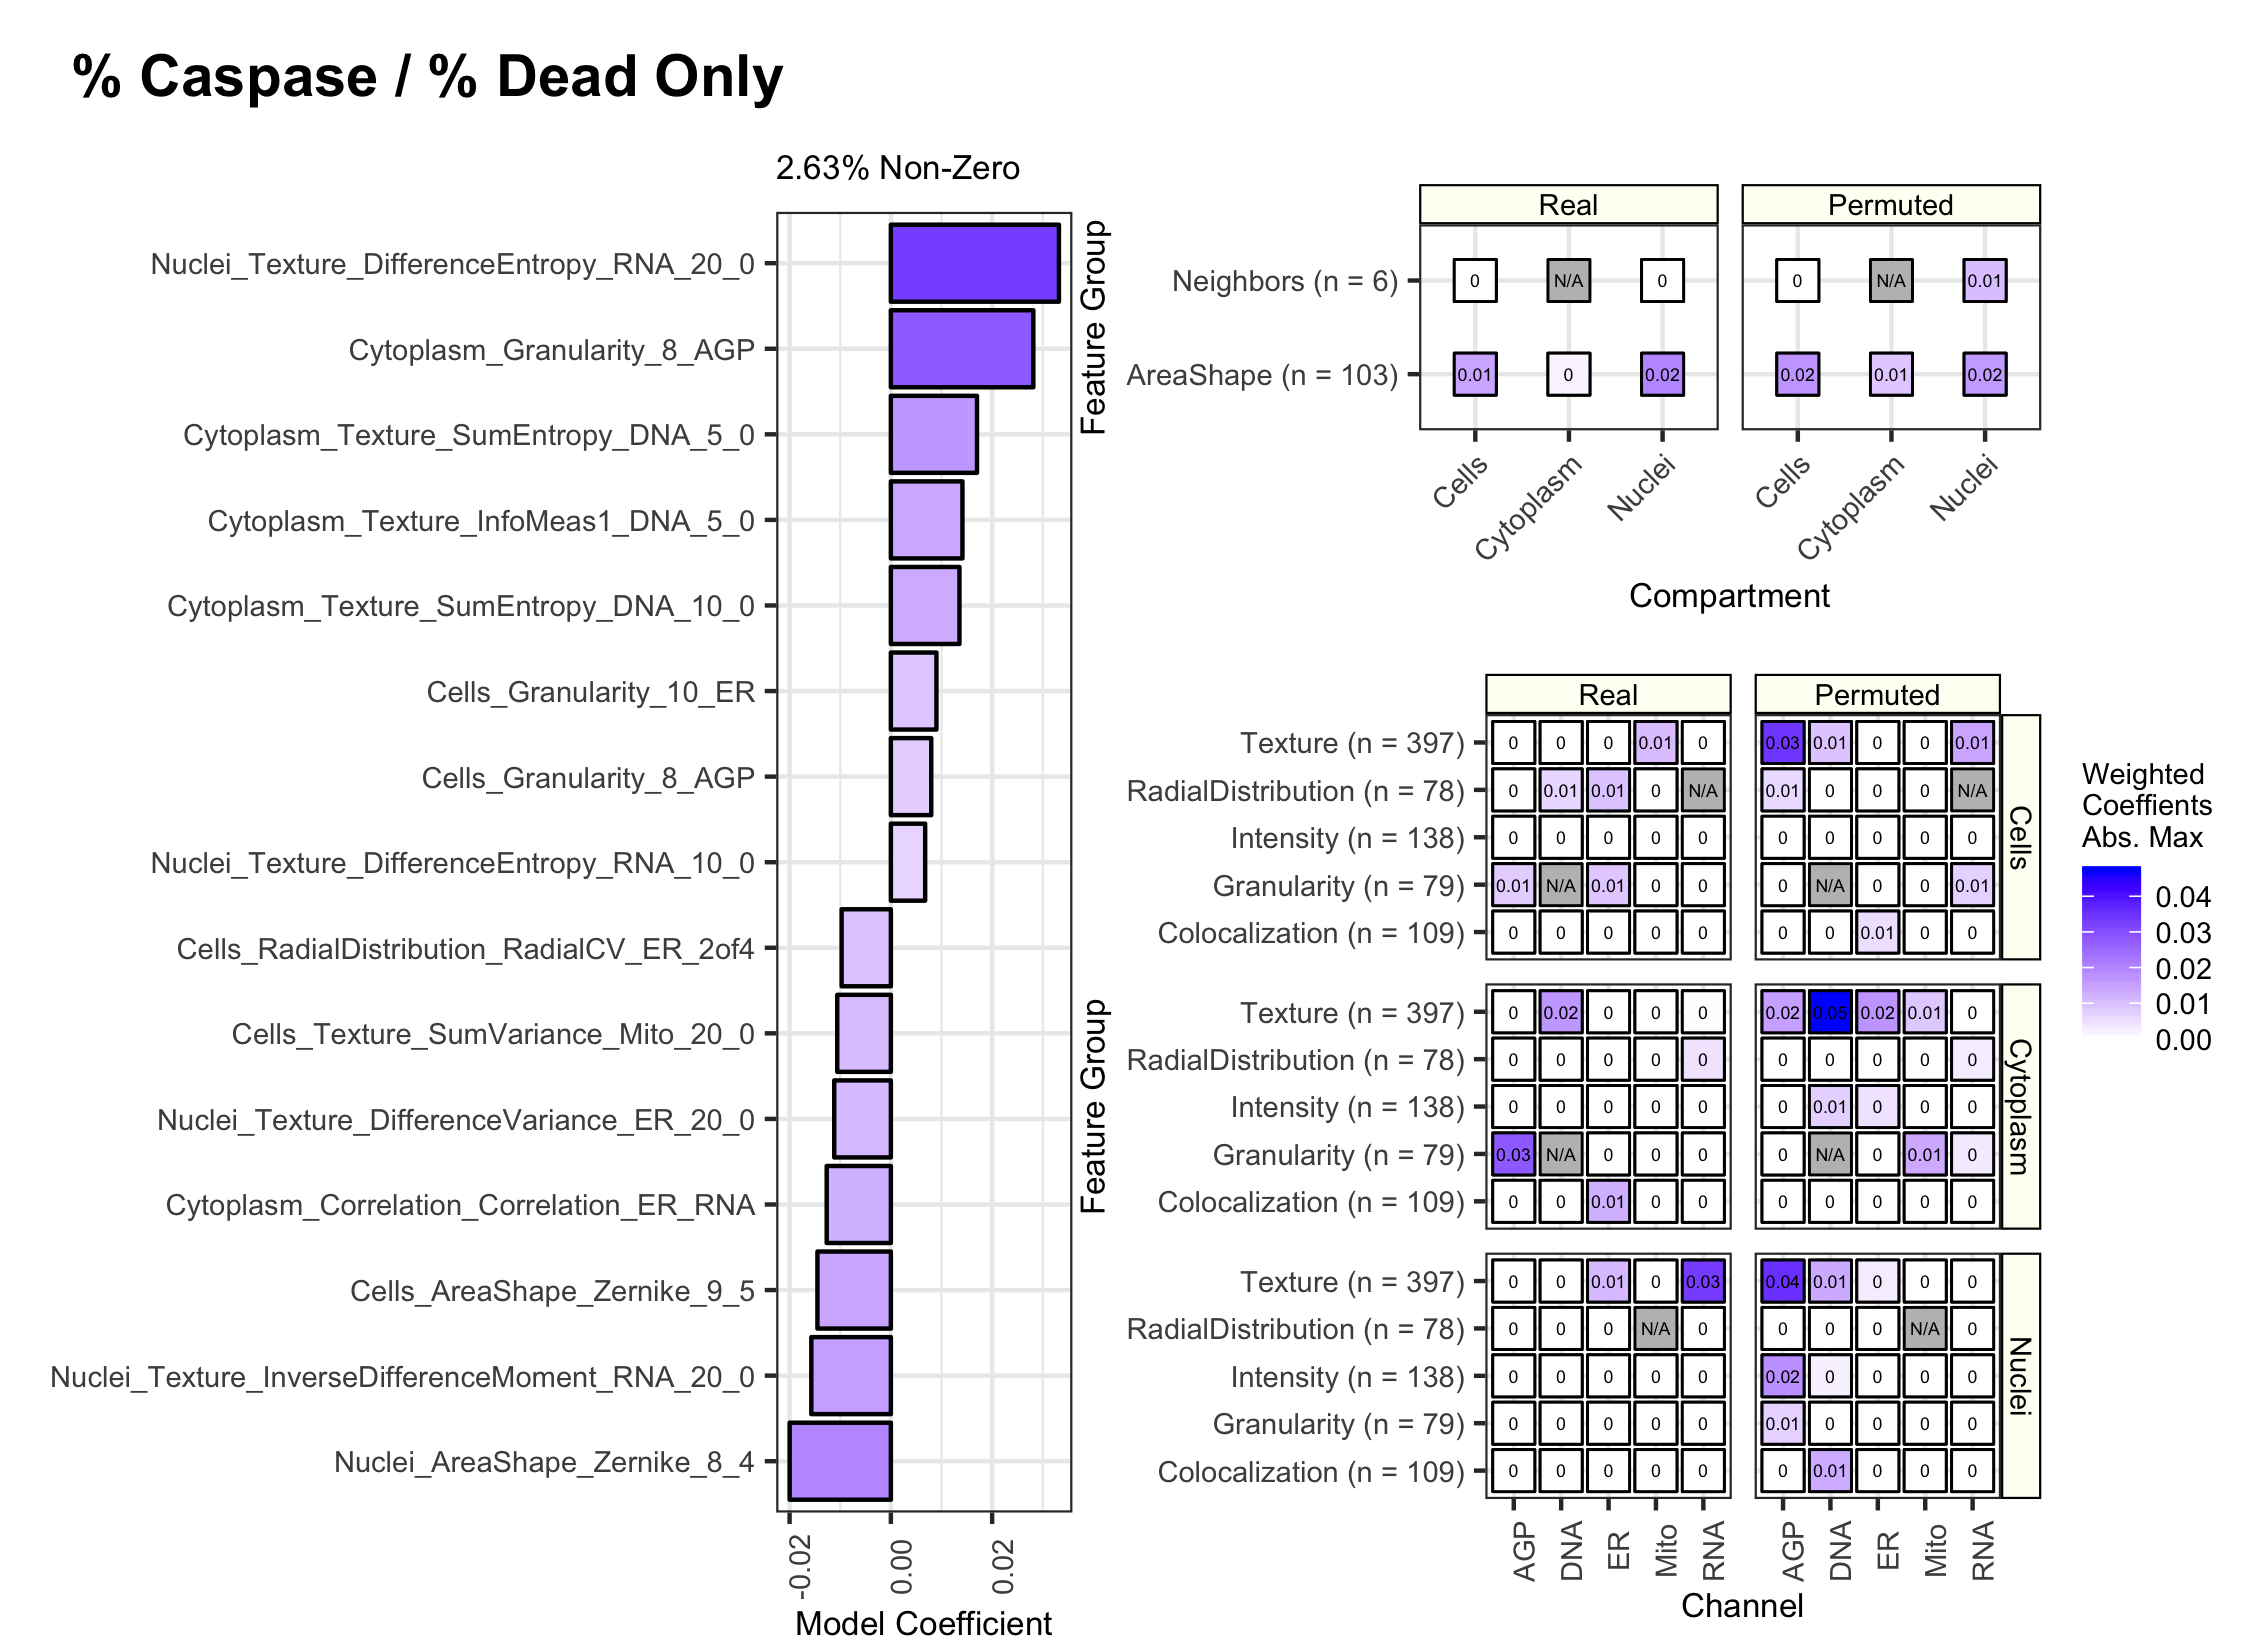 % Caspase / % Dead Only
2.63% Non-Zero
Nuclei_Texture_DifferenceEntropy_RNA_20_0
Cytoplasm_Granularity_8_AGP
Cytoplasm_Texture_SumEntropy_DNA_5_0
Cytoplasm_Texture_InfoMeas1_DNA_5_0
Cytoplasm_Texture_SumEntropy_DNA_10_0
Cells_Granularity_10_ER
Cells_Granularity_8_AGP
Nuclei_Texture_DifferenceEntropy_RNA_10_0
Cells_RadialDistribution_RadialCV_ER_2of4
Cells_Texture_SumVariance_Mito_20_0
Nuclei_Texture_DifferenceVariance_ER_20_0
Cytoplasm_Correlation_Correlation_ER_RNA
Cells_AreaShape_Zernike_9_5
Nuclei_Texture_InverseDifferenceMoment_RNA_20_0
Nuclei_AreaShape_Zernike_8_4
-0.02 0.00 0.02
Model Coefficient
Feature Group
Real Permuted
Neighbors (n = 6) 0 N/A 0 0 N/A 0.01
AreaShape (n = 103) 0.01 0 0.02 0.02 0.01 0.02
Cells Cytoplasm Nuclei Cells Cytoplasm Nuclei
Compartment
Feature Group
Real Permuted
Texture (n = 397) 0 0 0 0.01 0 0.03 0.01 0 0 0.01
RadialDistribution (n = 78) 0 0.01 0.01 0 N/A 0.01 0 0 0 N/A
Intensity (n = 138) 0 0 0 0 0 0 0 0 0 0
Granularity (n = 79) 0.01 N/A 0.01 0 0 0 N/A 0 0 0.01
Colocalization (n = 109) 0 0 0 0 0 0 0 0.01 0 0
Cells
Texture (n = 397) 0 0.02 0 0 0 0.02 0.05 0.02 0.01 0
RadialDistribution (n = 78) 0 0 0 0 0 0 0 0 0 0
Intensity (n = 138) 0 0 0 0 0 0 0.01 0 0 0
Granularity (n = 79) 0.03 N/A 0 0 0 0 N/A 0 0.01 0
Colocalization (n = 109) 0 0 0.01 0 0 0 0 0 0 0
Cytoplasm
Texture (n = 397) 0 0 0.01 0 0.03 0.04 0.01 0 0 0
RadialDistribution (n = 78) 0 0 0 N/A 0 0 0 0 N/A 0
Intensity (n = 138) 0 0 0 0 0 0.02 0 0 0 0
Granularity (n = 79) 0 0 0 0 0 0.01 0 0 0 0
Colocalization (n = 109) 0 0 0 0 0 0 0.01 0 0 0
Nuclei
AGP DNA ER Mito RNA AGP DNA ER Mito RNA
Channel
Weighted
Coeffients
Abs. Max
0.04
0.03
0.02
0.01
0.00